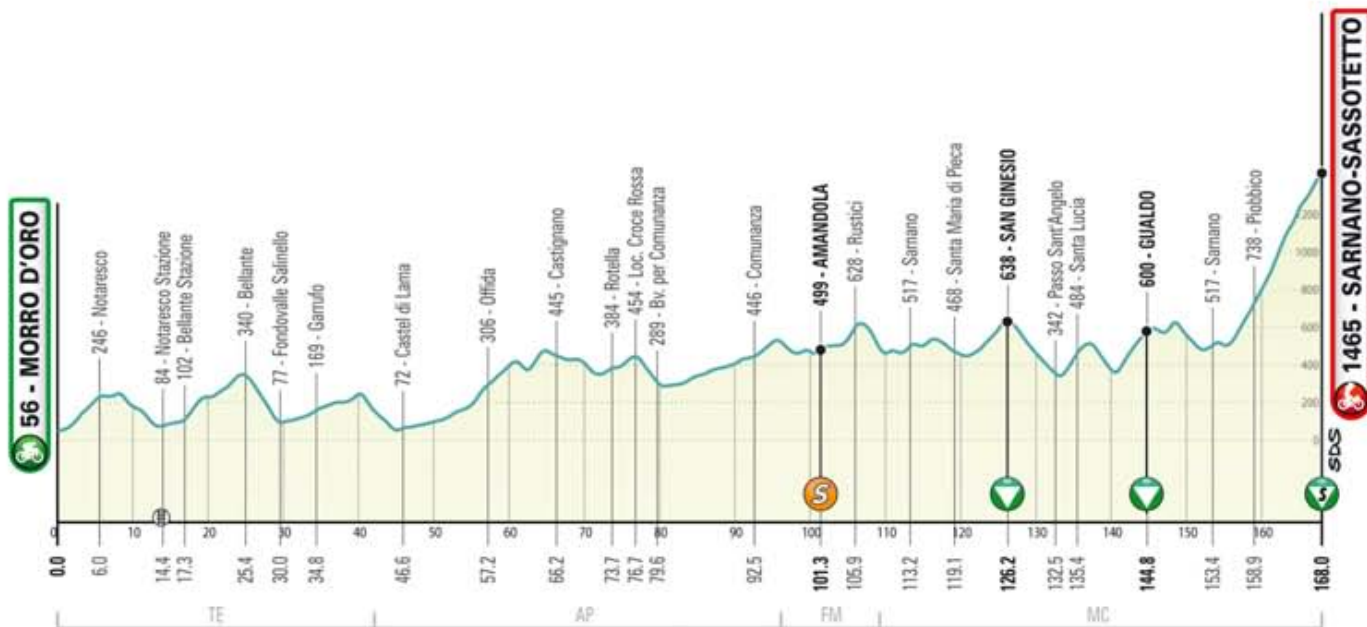 56 - MORRO D'ORO
246 - Notaresco
84 - Notaresco Stazione
102 - Bellante Stazione
340 - Bellante
77 - Fondovalle Salinello
169 - Garrufo
72 - Castel di Lama
306 - Offida
445 - Castignano
384 - Rotella
454 - Loc. Croce Rossa
289 - Bv. per Comunanza
446 - Comunanza
499 - AMANDOLA
628 - Rustici
517 - Sarnano
468 - Santa Maria di Pieca
638 - SAN GINESIO
342 - Passo Sant'Angelo
484 - Santa Lucia
600 - GUALDO
517 - Sarnano
738 - Piobbico
1465 - SARNANO-SASSOTETTO
1200
1000
800
600
400
200
0
SDS
S
S
0 10 20 30 40 50 60 70 80 90 100 110 120 130 140 150 160
0.0 6.0 14.4 17.3 25.4 30.0 34.8 46.6 57.2 66.2 73.7 76.7 79.6 92.5 101.3 105.9 113.2 119.1 126.2 132.5 135.4 144.8 153.4 158.9 168.0
TE AP FM MC